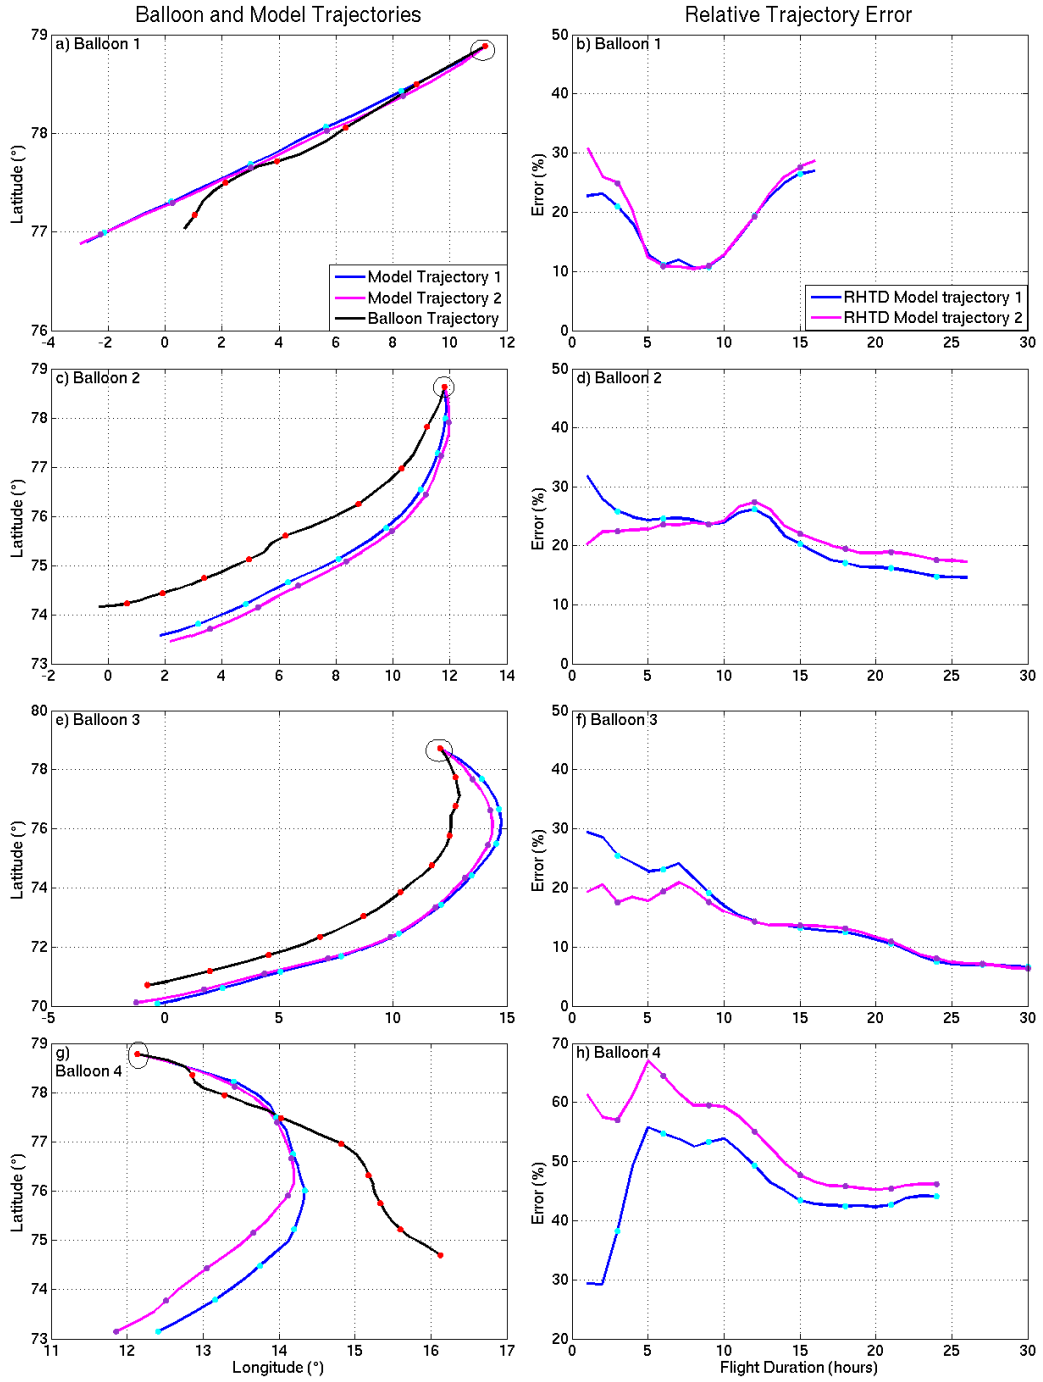 Balloon and Model Trajectories
Relative Trajectory Error
a) Balloon 1
79
78
77
76
Latitude (°)
-4 -2 0 2 4 6 8 10 12
Model Trajectory 1
Model Trajectory 2
Balloon Trajectory
b) Balloon 1
50
40
30
20
10
0
Error (%)
0 5 10 15 20 25 30
RHTD Model trajectory 1
RHTD Model trajectory 2
c) Balloon 2
79
78
77
76
75
74
73
Latitude (°)
-2 0 2 4 6 8 10 12 14
d) Balloon 2
50
40
30
20
10
0
Error (%)
0 5 10 15 20 25 30
e) Balloon 3
80
78
76
74
72
70
Latitude (°)
-5 0 5 10 15
f) Balloon 3
50
40
30
20
10
0
Error (%)
0 5 10 15 20 25 30
g)
Balloon 4
79
78
77
76
75
74
73
Latitude (°)
11 12 13 14 15 16 17
Longitude (°)
h) Balloon 4
70
60
50
40
30
20
Error (%)
0 5 10 15 20 25 30
Flight Duration (hours)